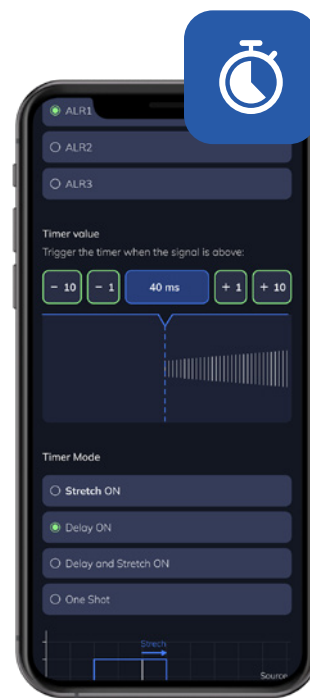 ALR1
ALR2
ALR3
Timer value
Trigger the timer when the signal is above:
- 10 - 1 40 ms + 1 + 10
Timer Mode
Stretch ON
Delay ON
Delay and Stretch ON
One Shot
Strech
Source